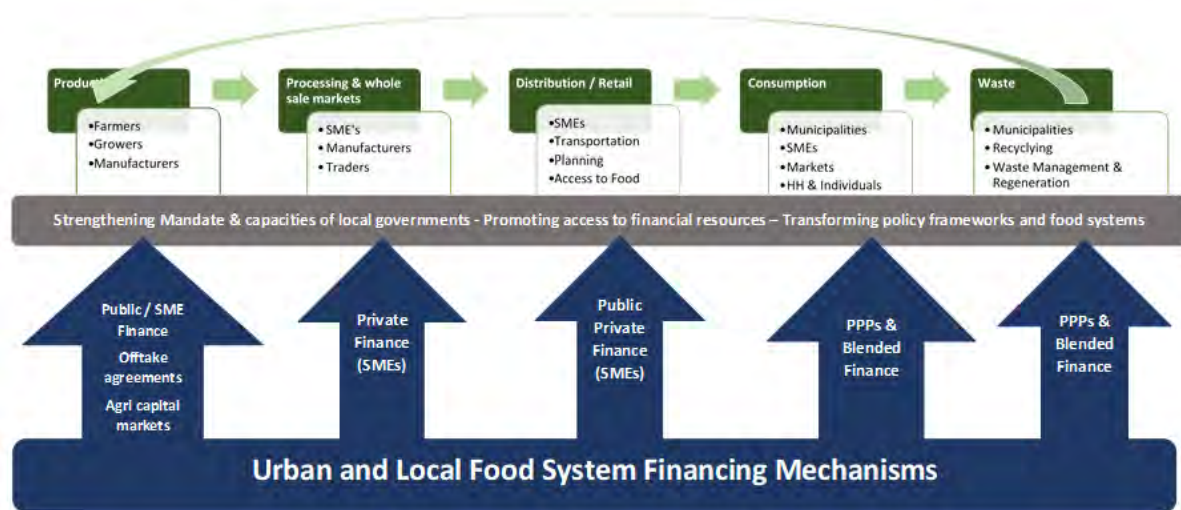 Producti
Processing & whole
sale markets
Distribution / Retail
Consumption
Waste
•Farmers
•Growers
•Manufacturers
•SME's
•Manufacturers
•Traders
•SMEs
•Transportation
•Planning
•Access to Food
•Municipalities
•SMEs
•Markets
•HH & Individuals
•Municipalities
•Recyclying
•Waste Management &
Regeneration
Strengthening Mandate & capacities of local governments - Promoting access to financial resources – Transforming policy frameworks and food systems
Public / SME
Finance
Offtake
agreements
Agri capital
markets
Private
Finance
(SMEs)
Public
Private
Finance
(SMEs)
PPPs &
Blended
Finance
PPPs &
Blended
Finance
Urban and Local Food System Financing Mechanisms